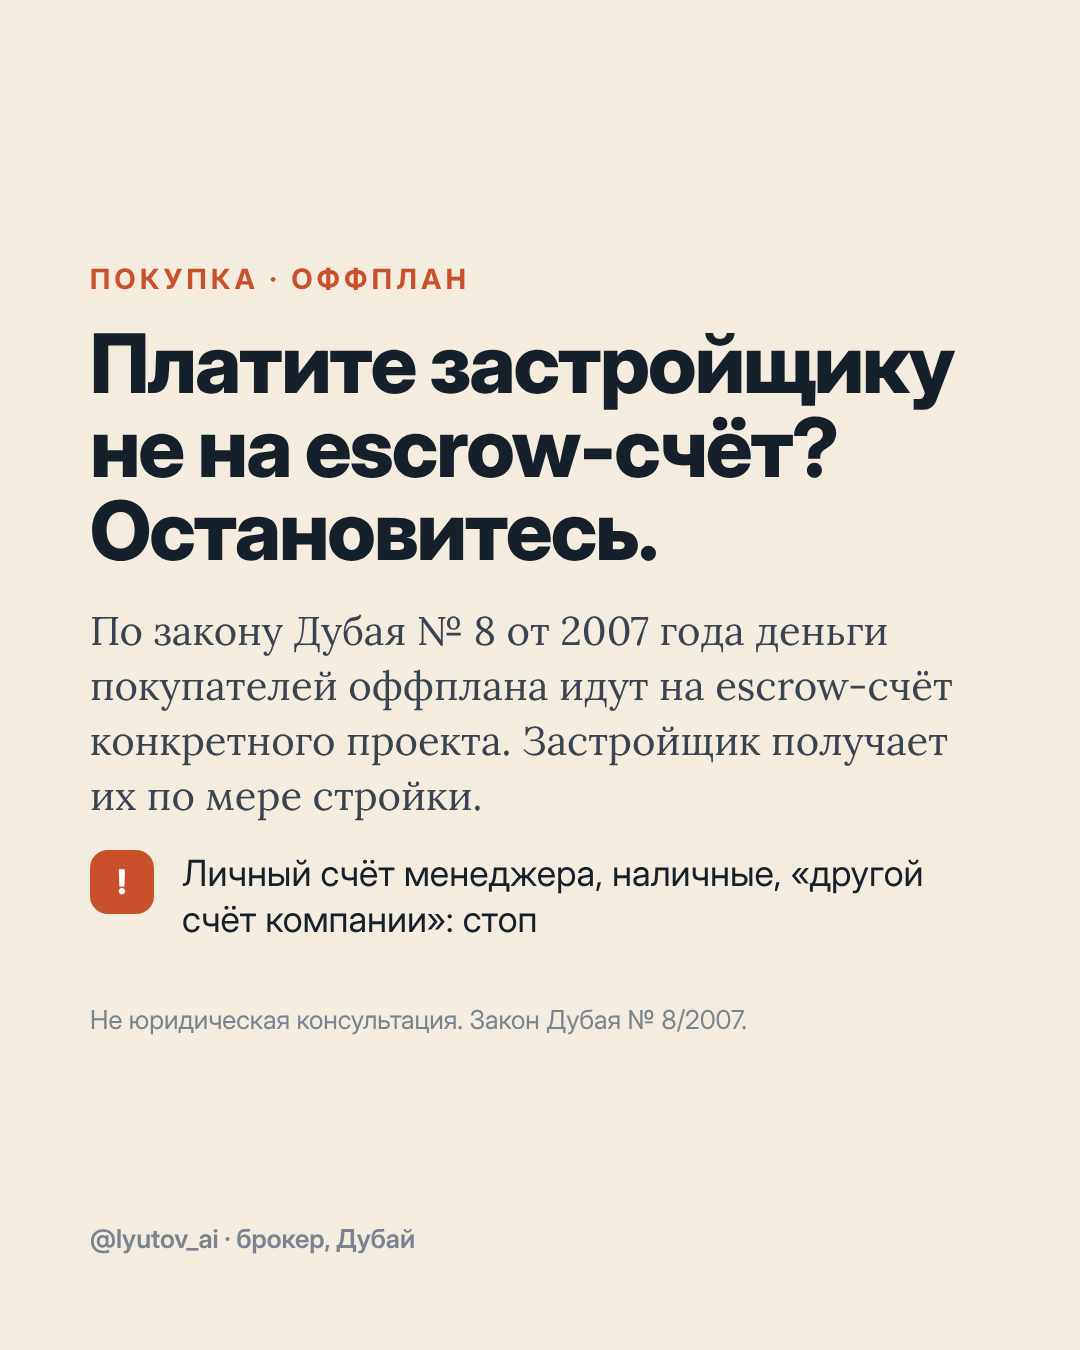 ПОКУПКА · ОФФПЛАН
Платите застройщику
не на escrow-счёт?
Остановитесь.
По закону Дубая № 8 от 2007 года деньги
покупателей оффплана идут на escrow-счёт
конкретного проекта. Застройщик получает
их по мере стройки.
! Личный счёт менеджера, наличные, «другой
счёт компании»: стоп
Не юридическая консультация. Закон Дубая № 8/2007.
@lyutov_ai · брокер, Дубай